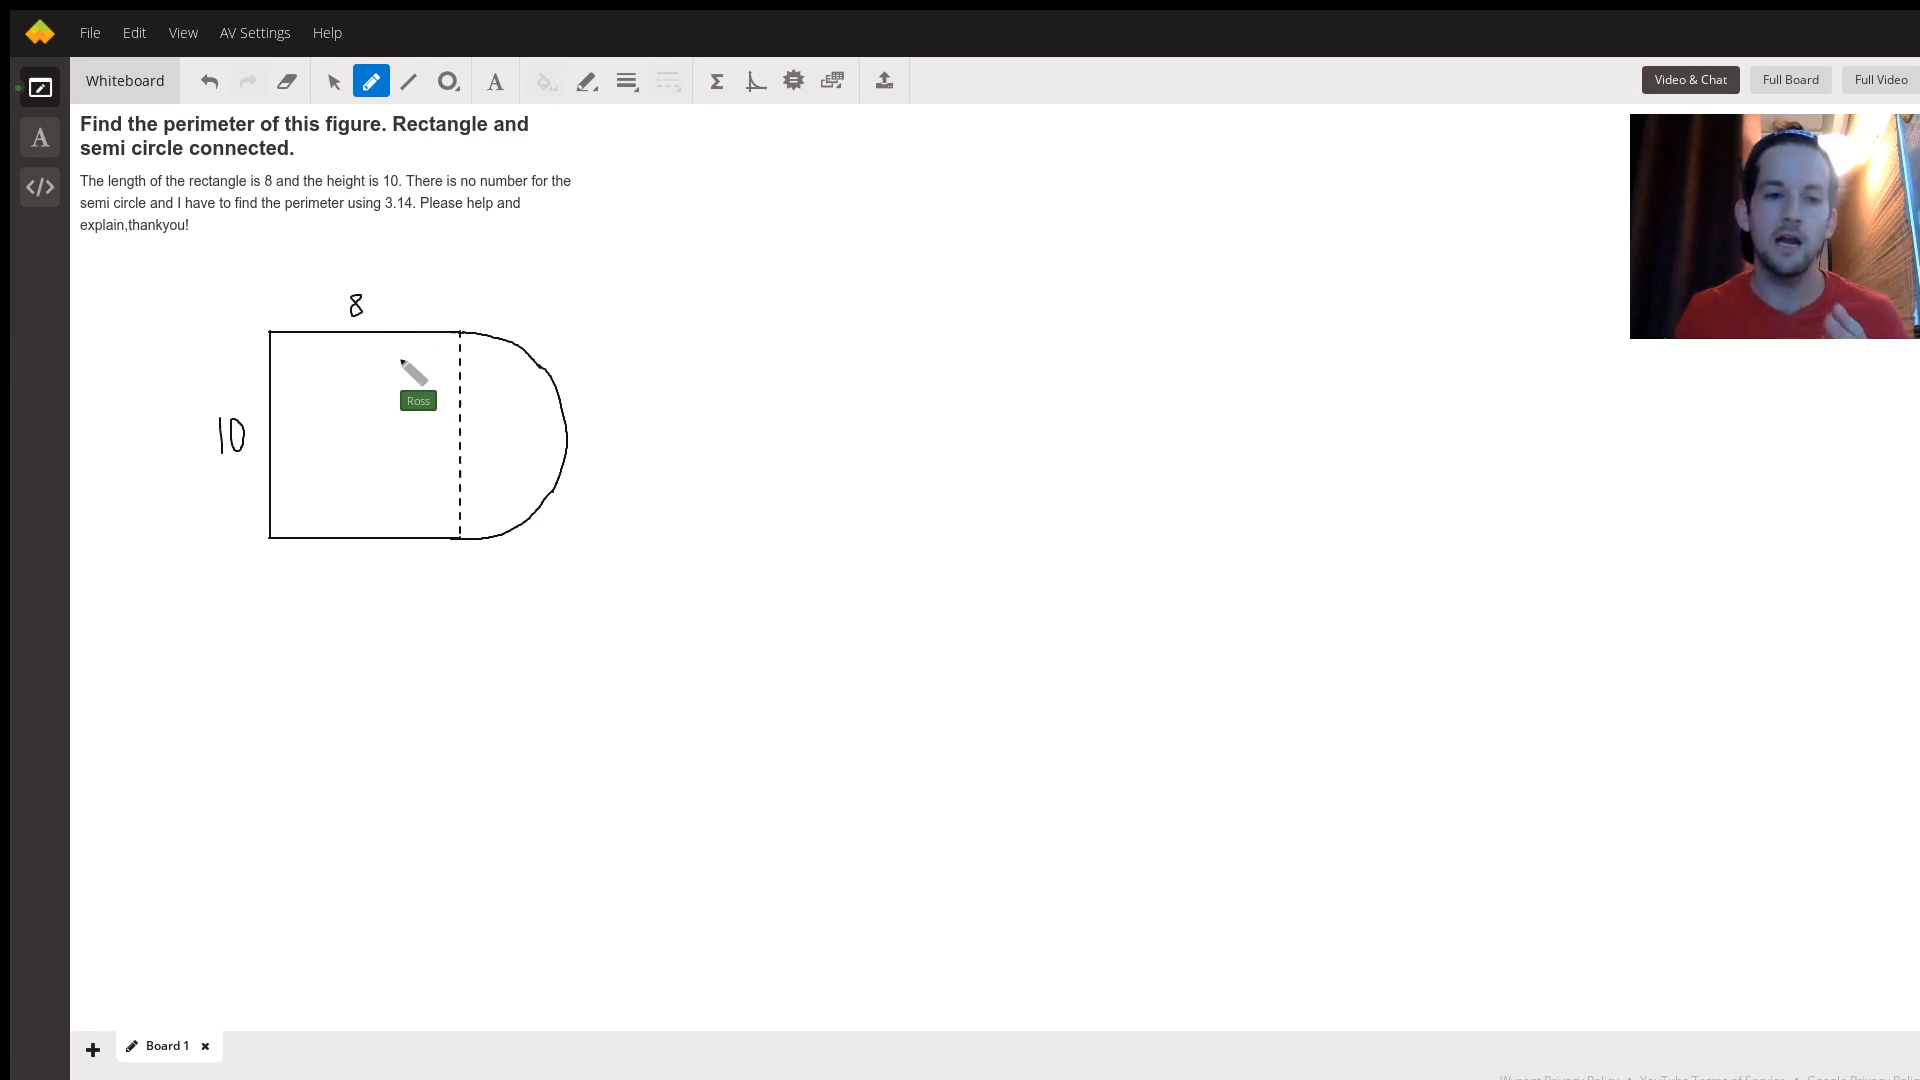 File Edit View AV Settings Help
Whiteboard A Σ Video & Chat Full Board Full Video
A
</>
Find the perimeter of this figure. Rectangle and
semi circle connected.
The length of the rectangle is 8 and the height is 10. There is no number for the
semi circle and I have to find the perimeter using 3.14. Please help and
explain,thankyou!
8
Ross
10
Board 1